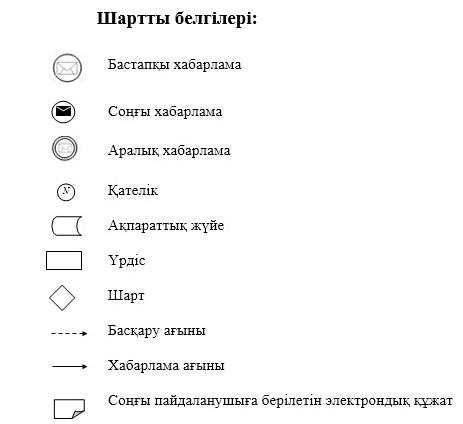 Шартты белгілері:
Бастапқы хабарлама
Соңғы хабарлама
Аралық хабарлама
N Қателік
Ақпараттық жүйе
Үрдіс
Шарт
Басқару ағыны
Хабарлама ағыны
Соңғы пайдаланушыға берілетін электрондық құжат